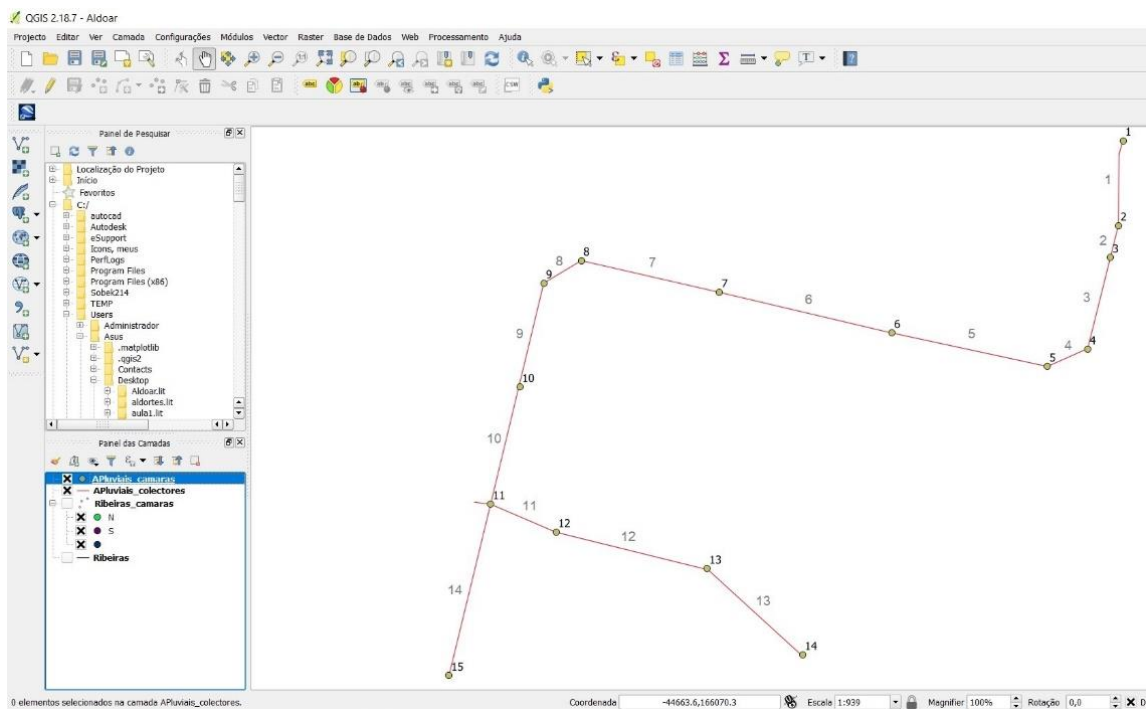 QGIS 2.18.7 - Aldoar
Projecto Editar Ver Camada Configurações Módulos Vector Raster Base de Dados Web Processamento Ajuda
Painel de Pesquisar
Localização do Projeto
Início
Favoritos
C:/
autocad
Autodesk
eSupport
Icons, meus
PerfLogs
Program Files
Program Files (x86)
Sobek214
TEMP
Users
Administrador
Asus
.matplotlib
.qgis2
Contacts
Desktop
Aldoar.lit
aldortes.lit
aula1.lit
Painel das Camadas
APluviais_camaras
APluviais_colectores
Ribeiras_camaras
N
S
Ribeiras
1
1
2
2
3
3
4
4
5
5
6
6
7
7
8
8
9
9
10
10
11
11
12
12
13
13
14
14
15
0 elementos selecionados na camada APluviais_colectores.
Coordenada -44663.6,166070.3 Escala 1:939 Magnifier 100% Rotação 0,0